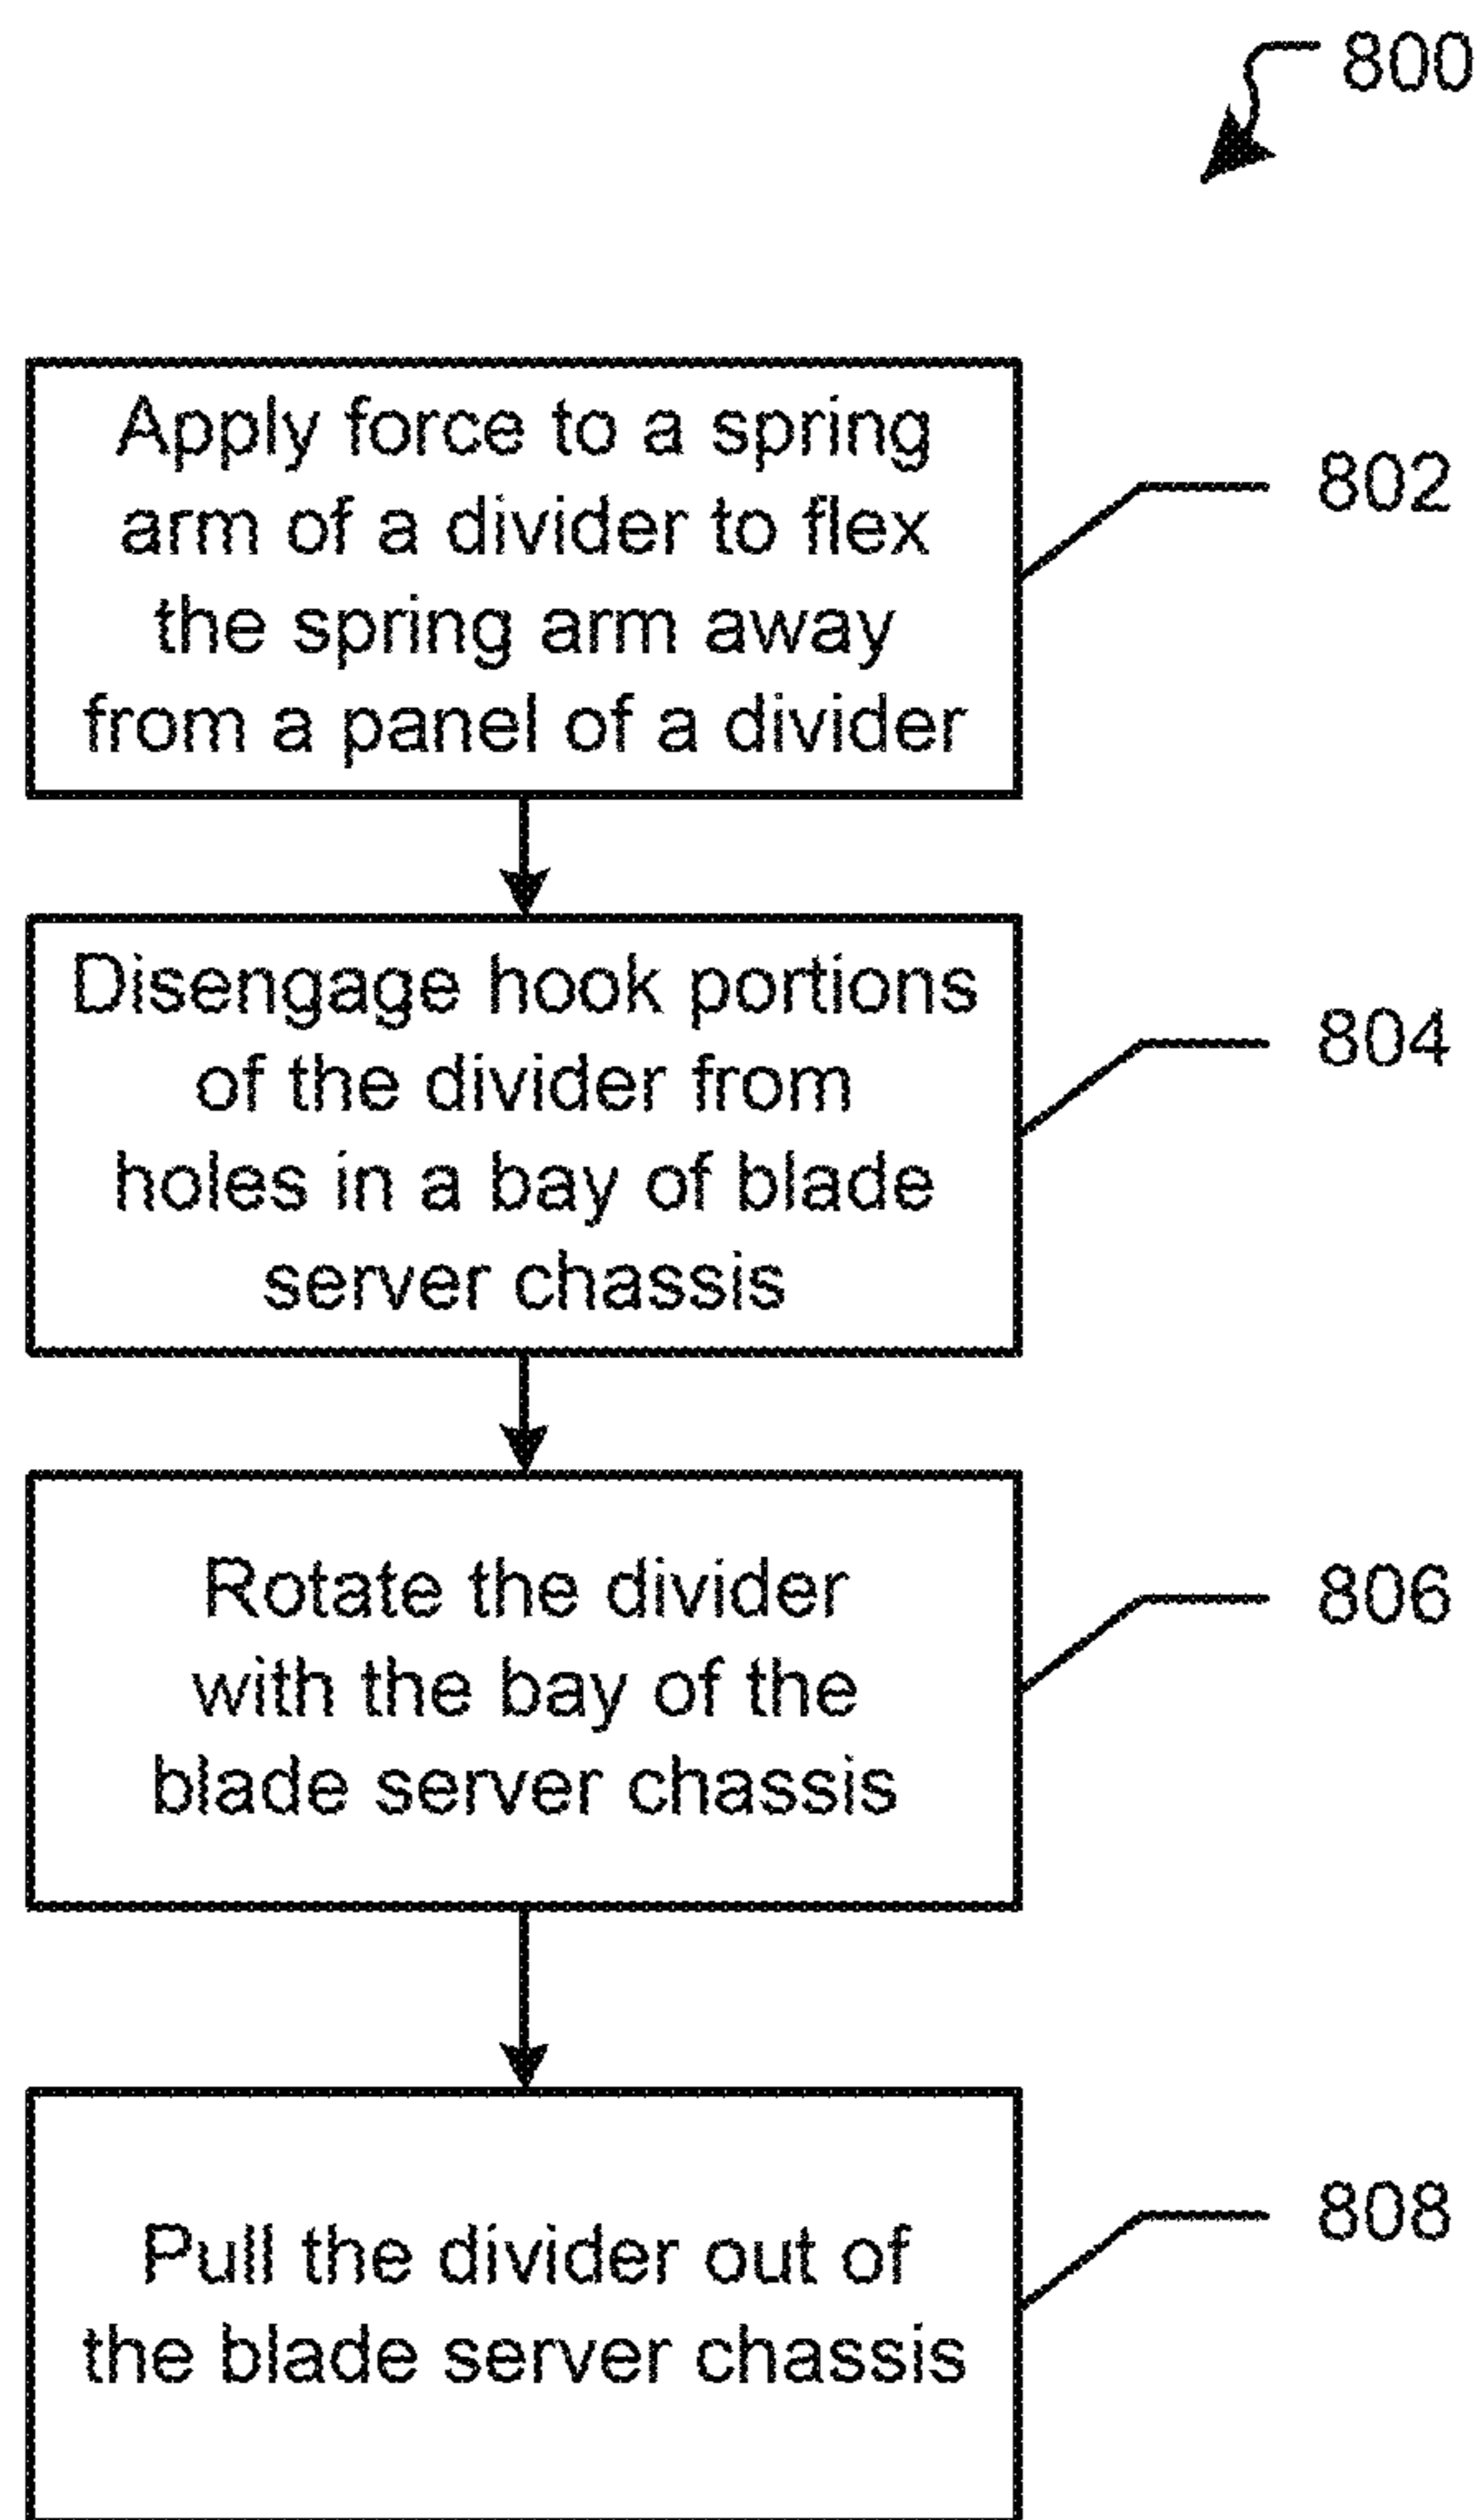 800
Apply force to a spring
arm of a divider to flex
the spring arm away
from a panel of a divider
802
Disengage hook portions
of the divider from
holes in a bay of blade
server chassis
804
Rotate the divider
with the bay of the
blade server chassis
806
Pull the divider out of
the blade server chassis
808